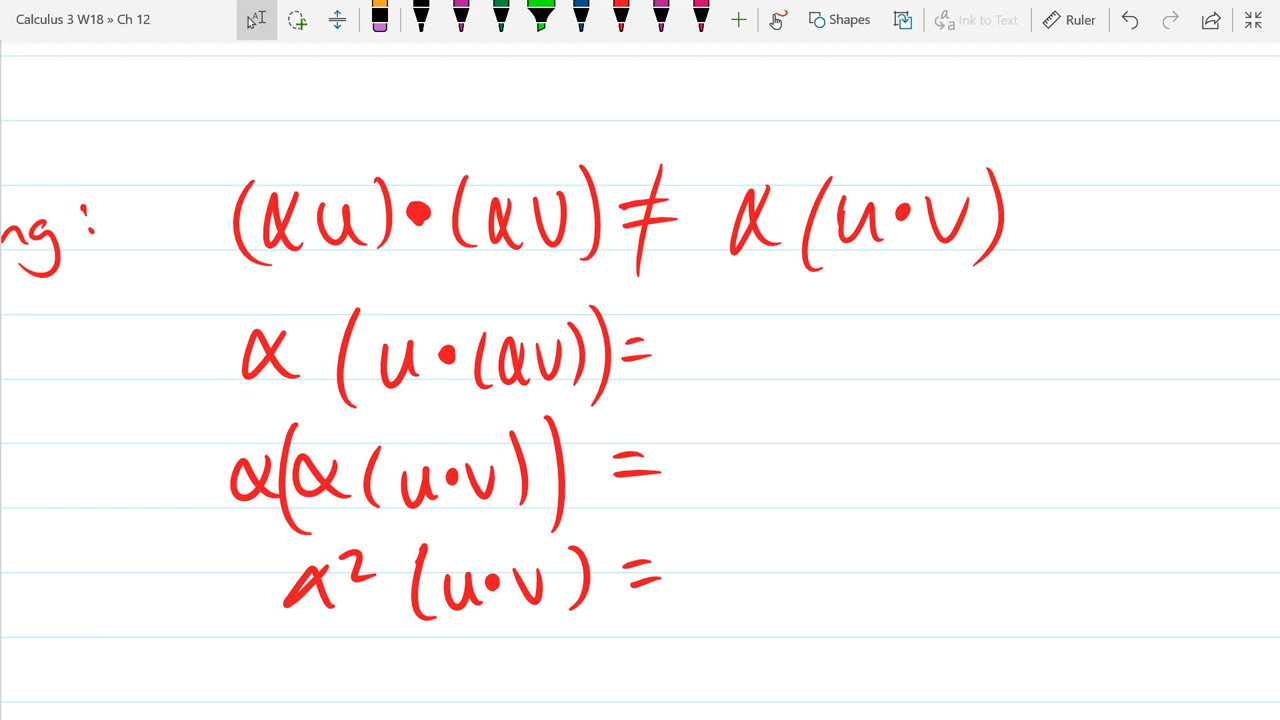 Calculus 3 W18 » Ch 12
Shapes
Ink to Text
Ruler
ng: (αu)•(αv) ≠ α(u•v)
α(u•(αv)) =
α(α(u•v)) =
α²(u•v) =